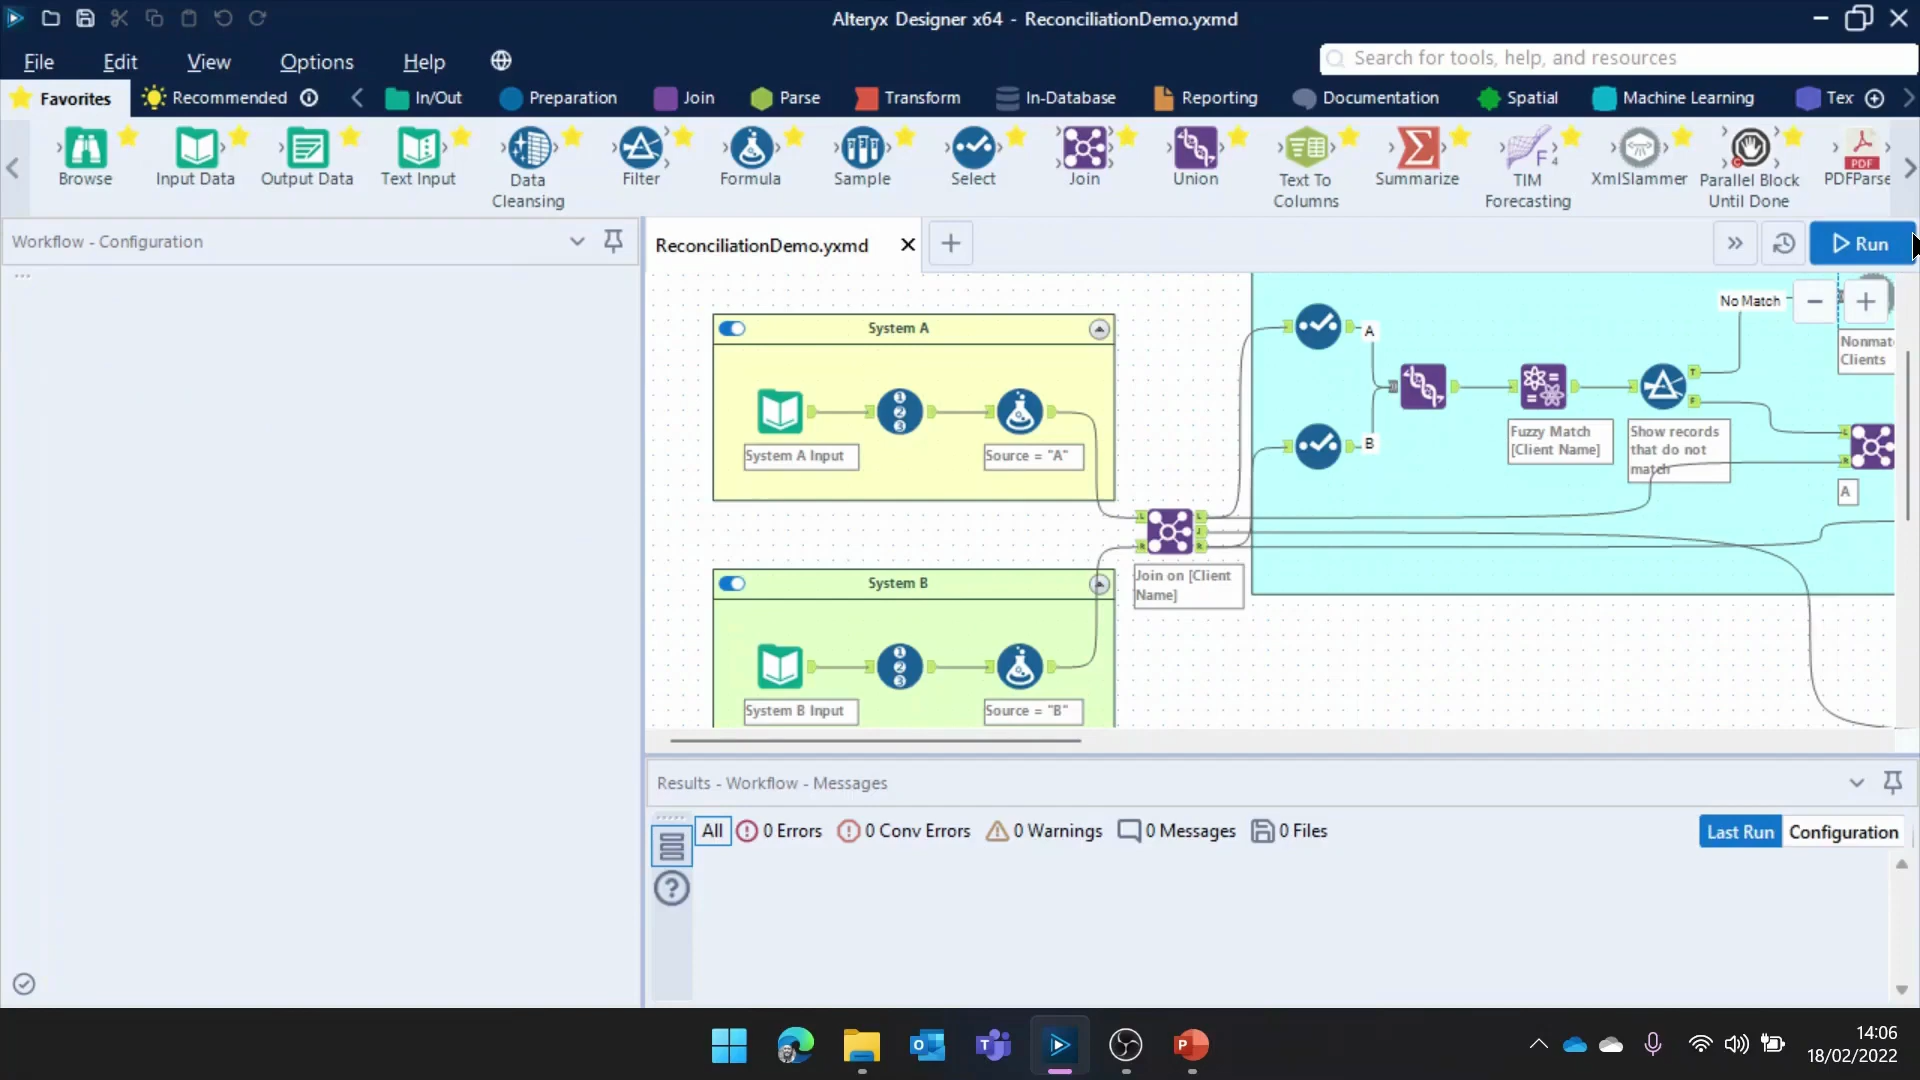 Alteryx Designer x64 - ReconciliationDemo.yxmd
File Edit View Options Help
Search for tools, help, and resources
Favorites Recommended In/Out Preparation Join Parse Transform In-Database Reporting Documentation Spatial Machine Learning Tex
Browse Input Data Output Data Text Input Data Cleansing Filter Formula Sample Select Join Union Text To Columns Summarize TIM Forecasting XmlSlammer Parallel Block Until Done PDFParse
PDF
Workflow - Configuration
ReconciliationDemo.yxmd
Run
System A
System A Input
Source = "A"
System B
System B Input
Source = "B"
Join on [Client
Name]
A
B
Fuzzy Match
[Client Name]
Show records
that do not
match
No Match
Nonmat
Clients
A
Results - Workflow - Messages
All 0 Errors 0 Conv Errors 0 Warnings 0 Messages 0 Files
Last Run Configuration
14:06
18/02/2022